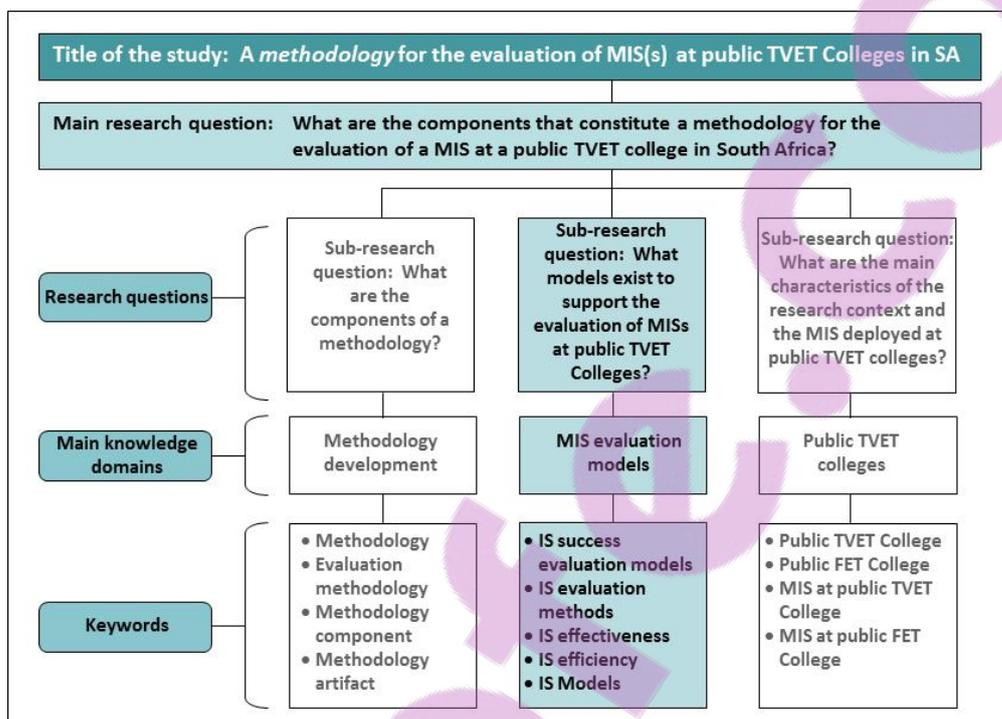 Title of the study: A methodology for the evaluation of MIS(s) at public TVET Colleges in SA
Main research question: What are the components that constitute a methodology for the
evaluation of a MIS at a public TVET college in South Africa?
Research questions
Sub-research
question: What
are the
components of a
methodology?
Sub-research
question: What
models exist to
support the
evaluation of MISs
at public TVET
Colleges?
Sub-research question:
What are the main
characteristics of the
research context and
the MIS deployed at
public TVET colleges?
Main knowledge
domains
Methodology
development
MIS evaluation
models
Public TVET
colleges
Keywords
• Methodology
• Evaluation
methodology
• Methodology
component
• Methodology
artifact
• IS success
evaluation models
• IS evaluation
methods
• IS effectiveness
• IS efficiency
• IS Models
• Public TVET College
• Public FET College
• MIS at public TVET
College
• MIS at public FET
College